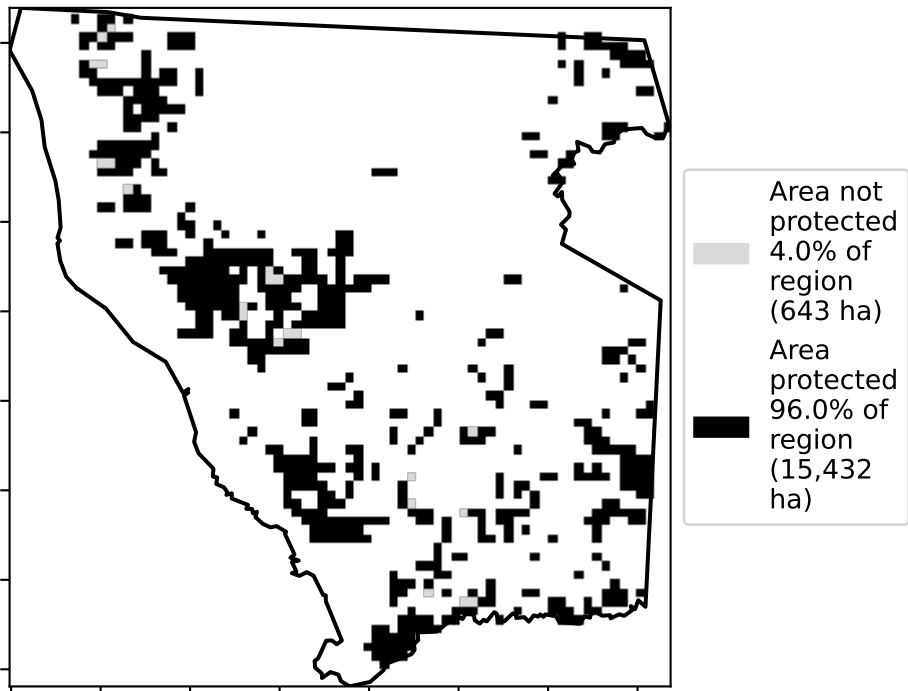 Area not
protected
4.0% of
region
(643 ha)
Area
protected
96.0% of
region
(15,432
ha)